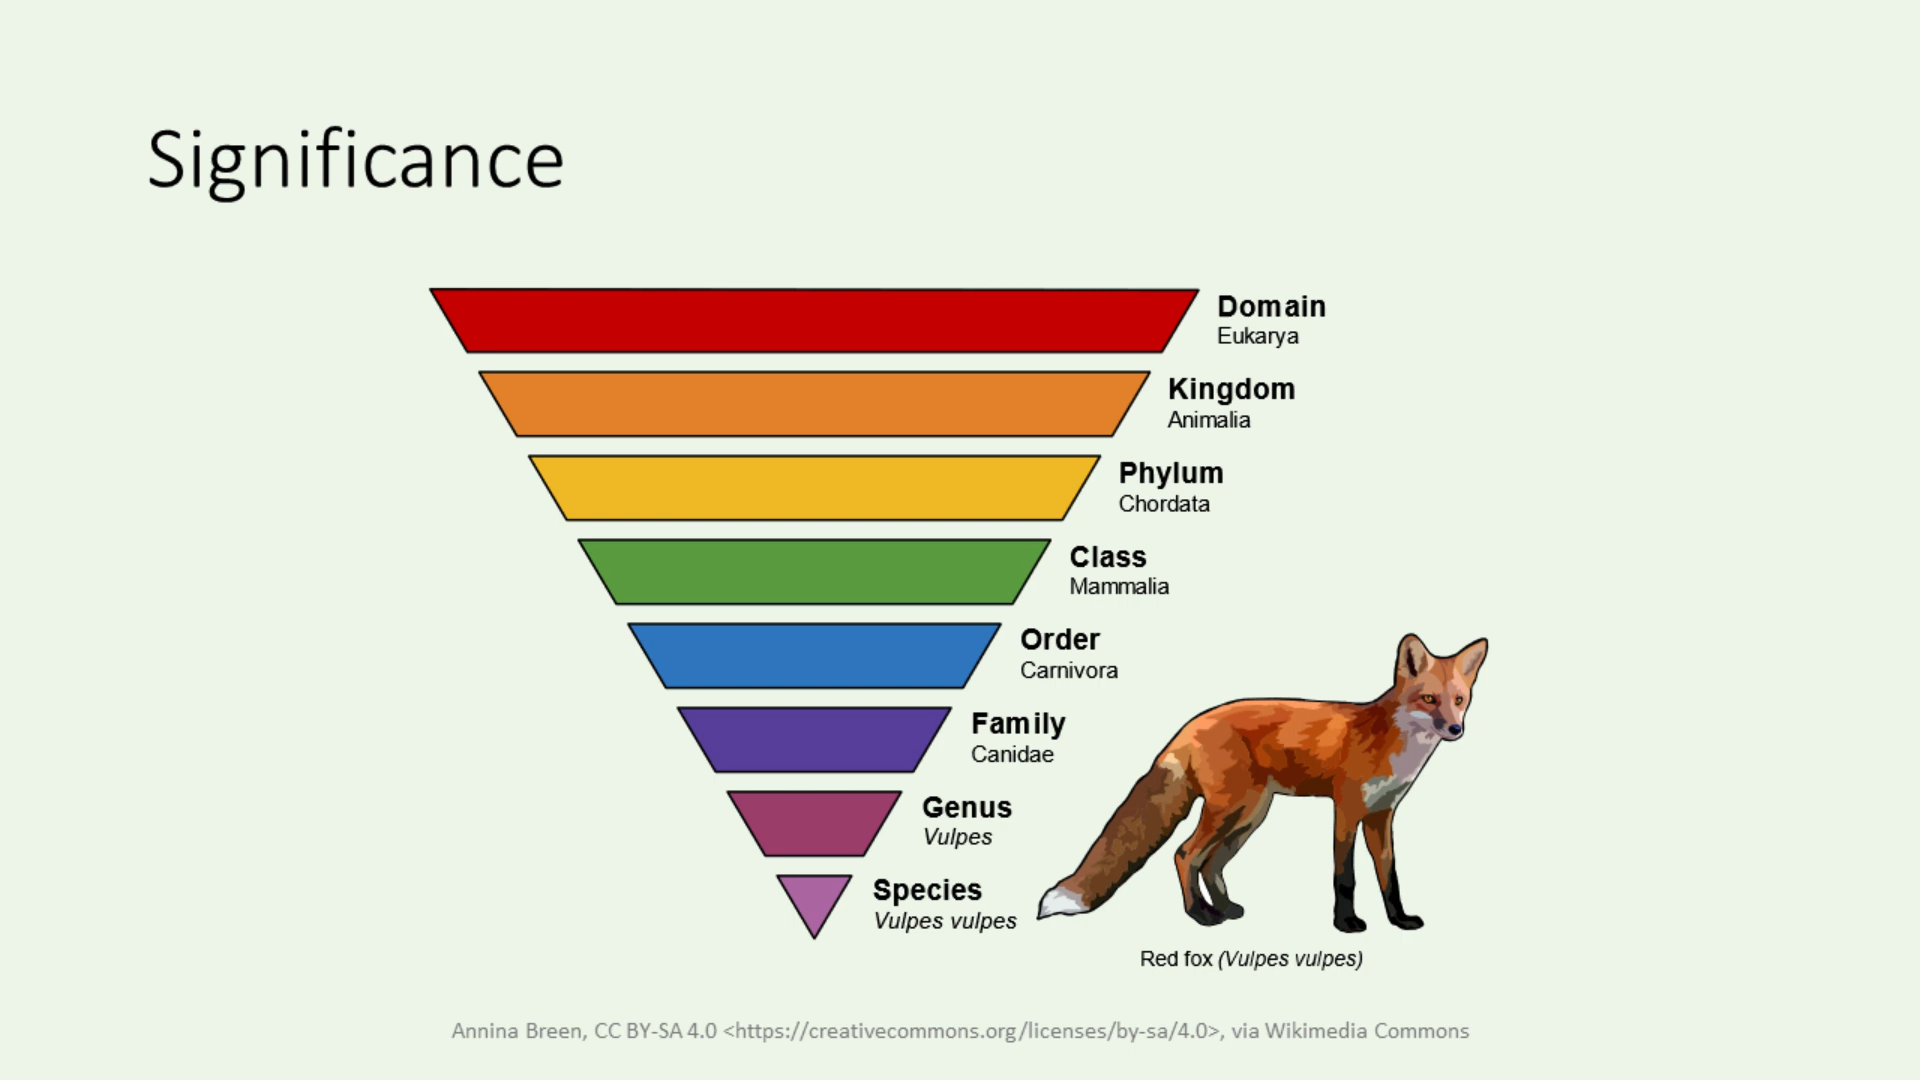 Significance
Domain
Eukarya
Kingdom
Animalia
Phylum
Chordata
Class
Mammalia
Order
Carnivora
Family
Canidae
Genus
Vulpes
Species
Vulpes vulpes
Red fox (Vulpes vulpes)
Annina Breen, CC BY-SA 4.0 <https://creativecommons.org/licenses/by-sa/4.0>, via Wikimedia Commons